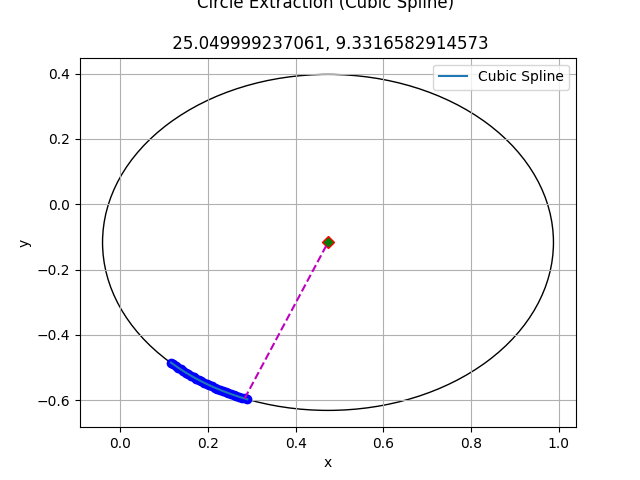 Circle Extraction (Cubic Spline)
25.049999237061, 9.3316582914573
Cubic Spline
0.4
0.2
0.0
−0.2
−0.4
−0.6
y
0.0 0.2 0.4 0.6 0.8 1.0
x